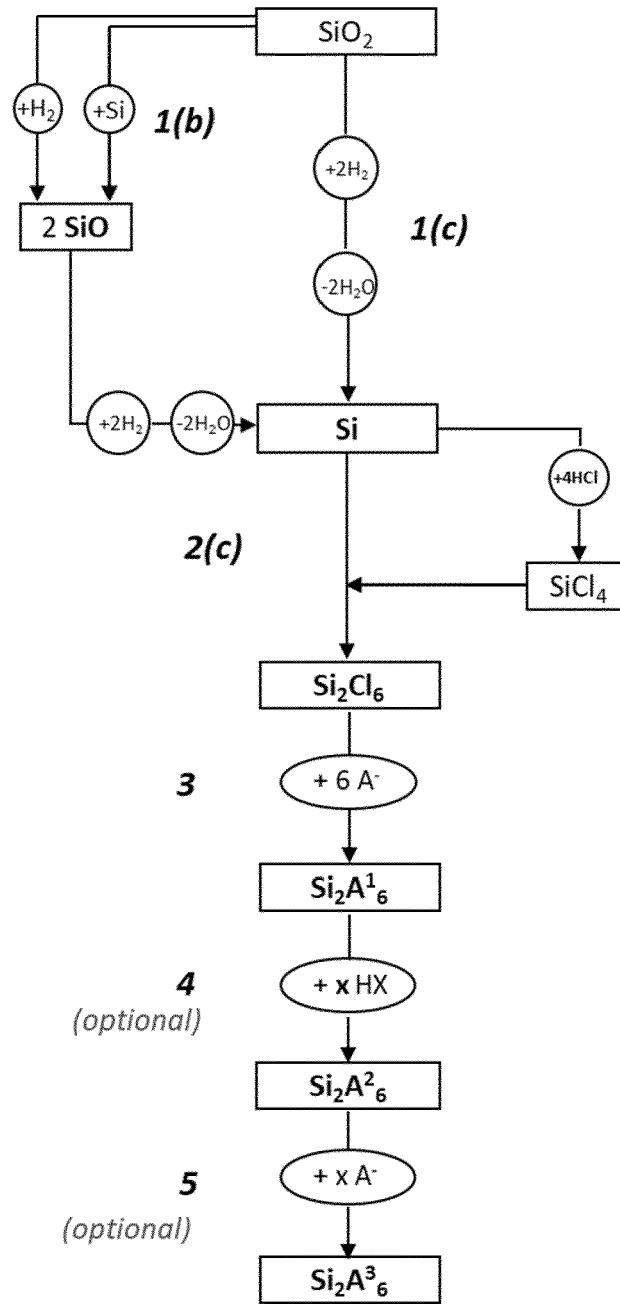 SiO₂
+H₂
+Si
1(b)
+2H₂
2 SiO
1(c)
-2H₂O
+2H₂
-2H₂O
Si
+4HCl
2(c)
SiCl₄
Si₂Cl₆
3
+ 6 A⁻
Si₂A¹₆
4
(optional)
+ x HX
Si₂A²₆
5
(optional)
+ x A⁻
Si₂A³₆